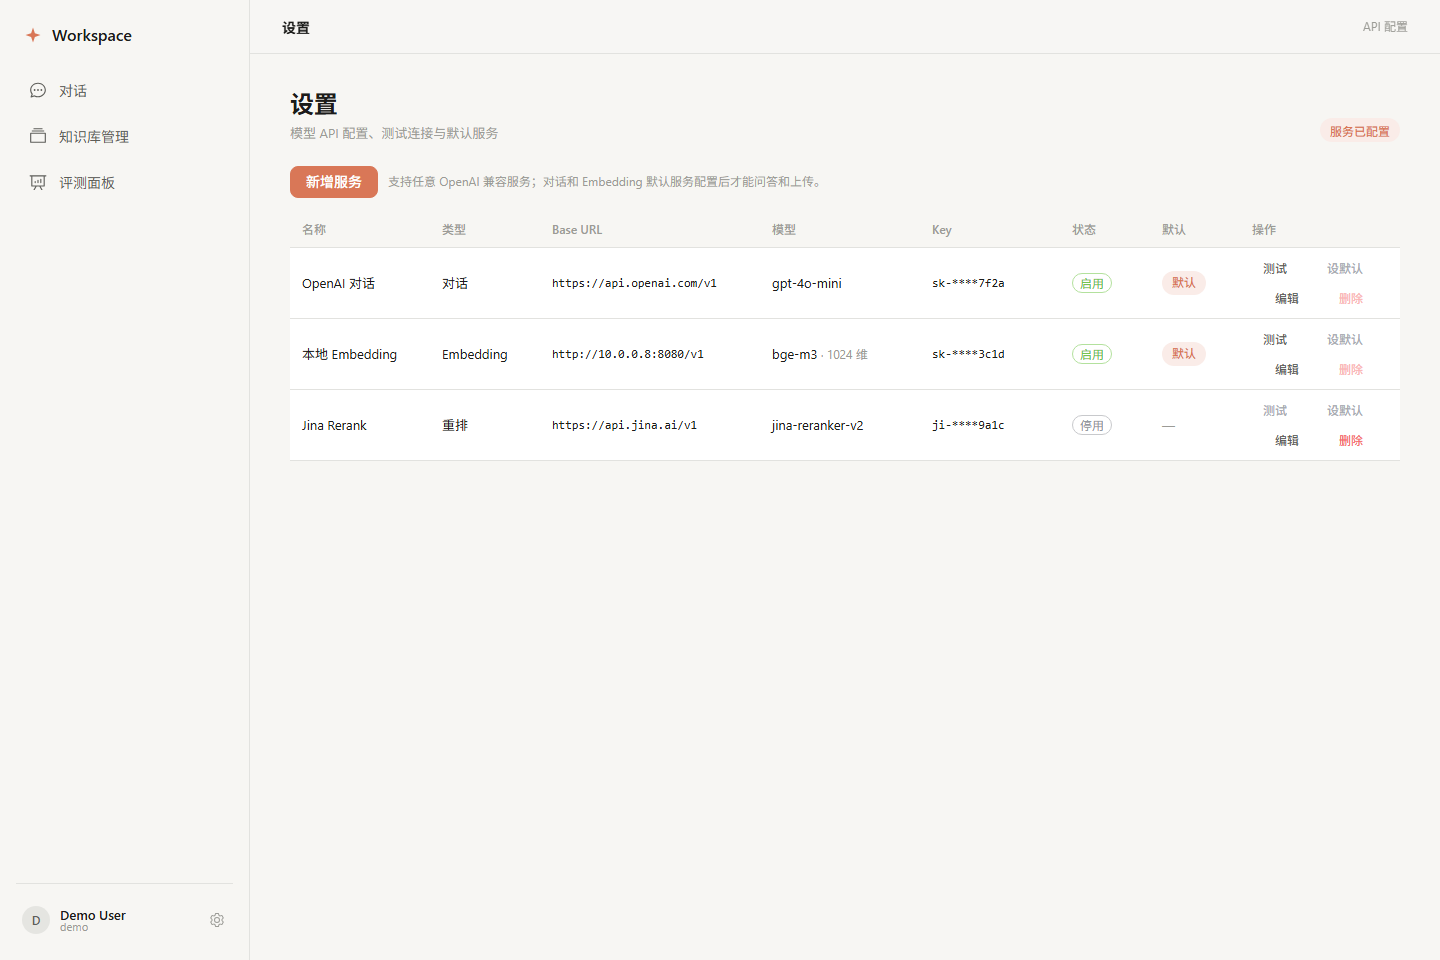 Workspace
对话
知识库管理
评测面板
设置
API 配置
设置
模型 API 配置、测试连接与默认服务
服务已配置
新增服务
支持任意 OpenAI 兼容服务；对话和 Embedding 默认服务配置后才能问答和上传。
名称 类型 Base URL 模型 Key 状态 默认 操作
OpenAI 对话 对话 https://api.openai.com/v1 gpt-4o-mini sk-****7f2a 启用 默认 测试 设默认
编辑 删除
本地 Embedding Embedding http://10.0.0.8:8080/v1 bge-m3 · 1024 维 sk-****3c1d 启用 默认 测试 设默认
编辑 删除
Jina Rerank 重排 https://api.jina.ai/v1 jina-reranker-v2 ji-****9a1c 停用 — 测试 设默认
编辑 删除
D
Demo User
demo